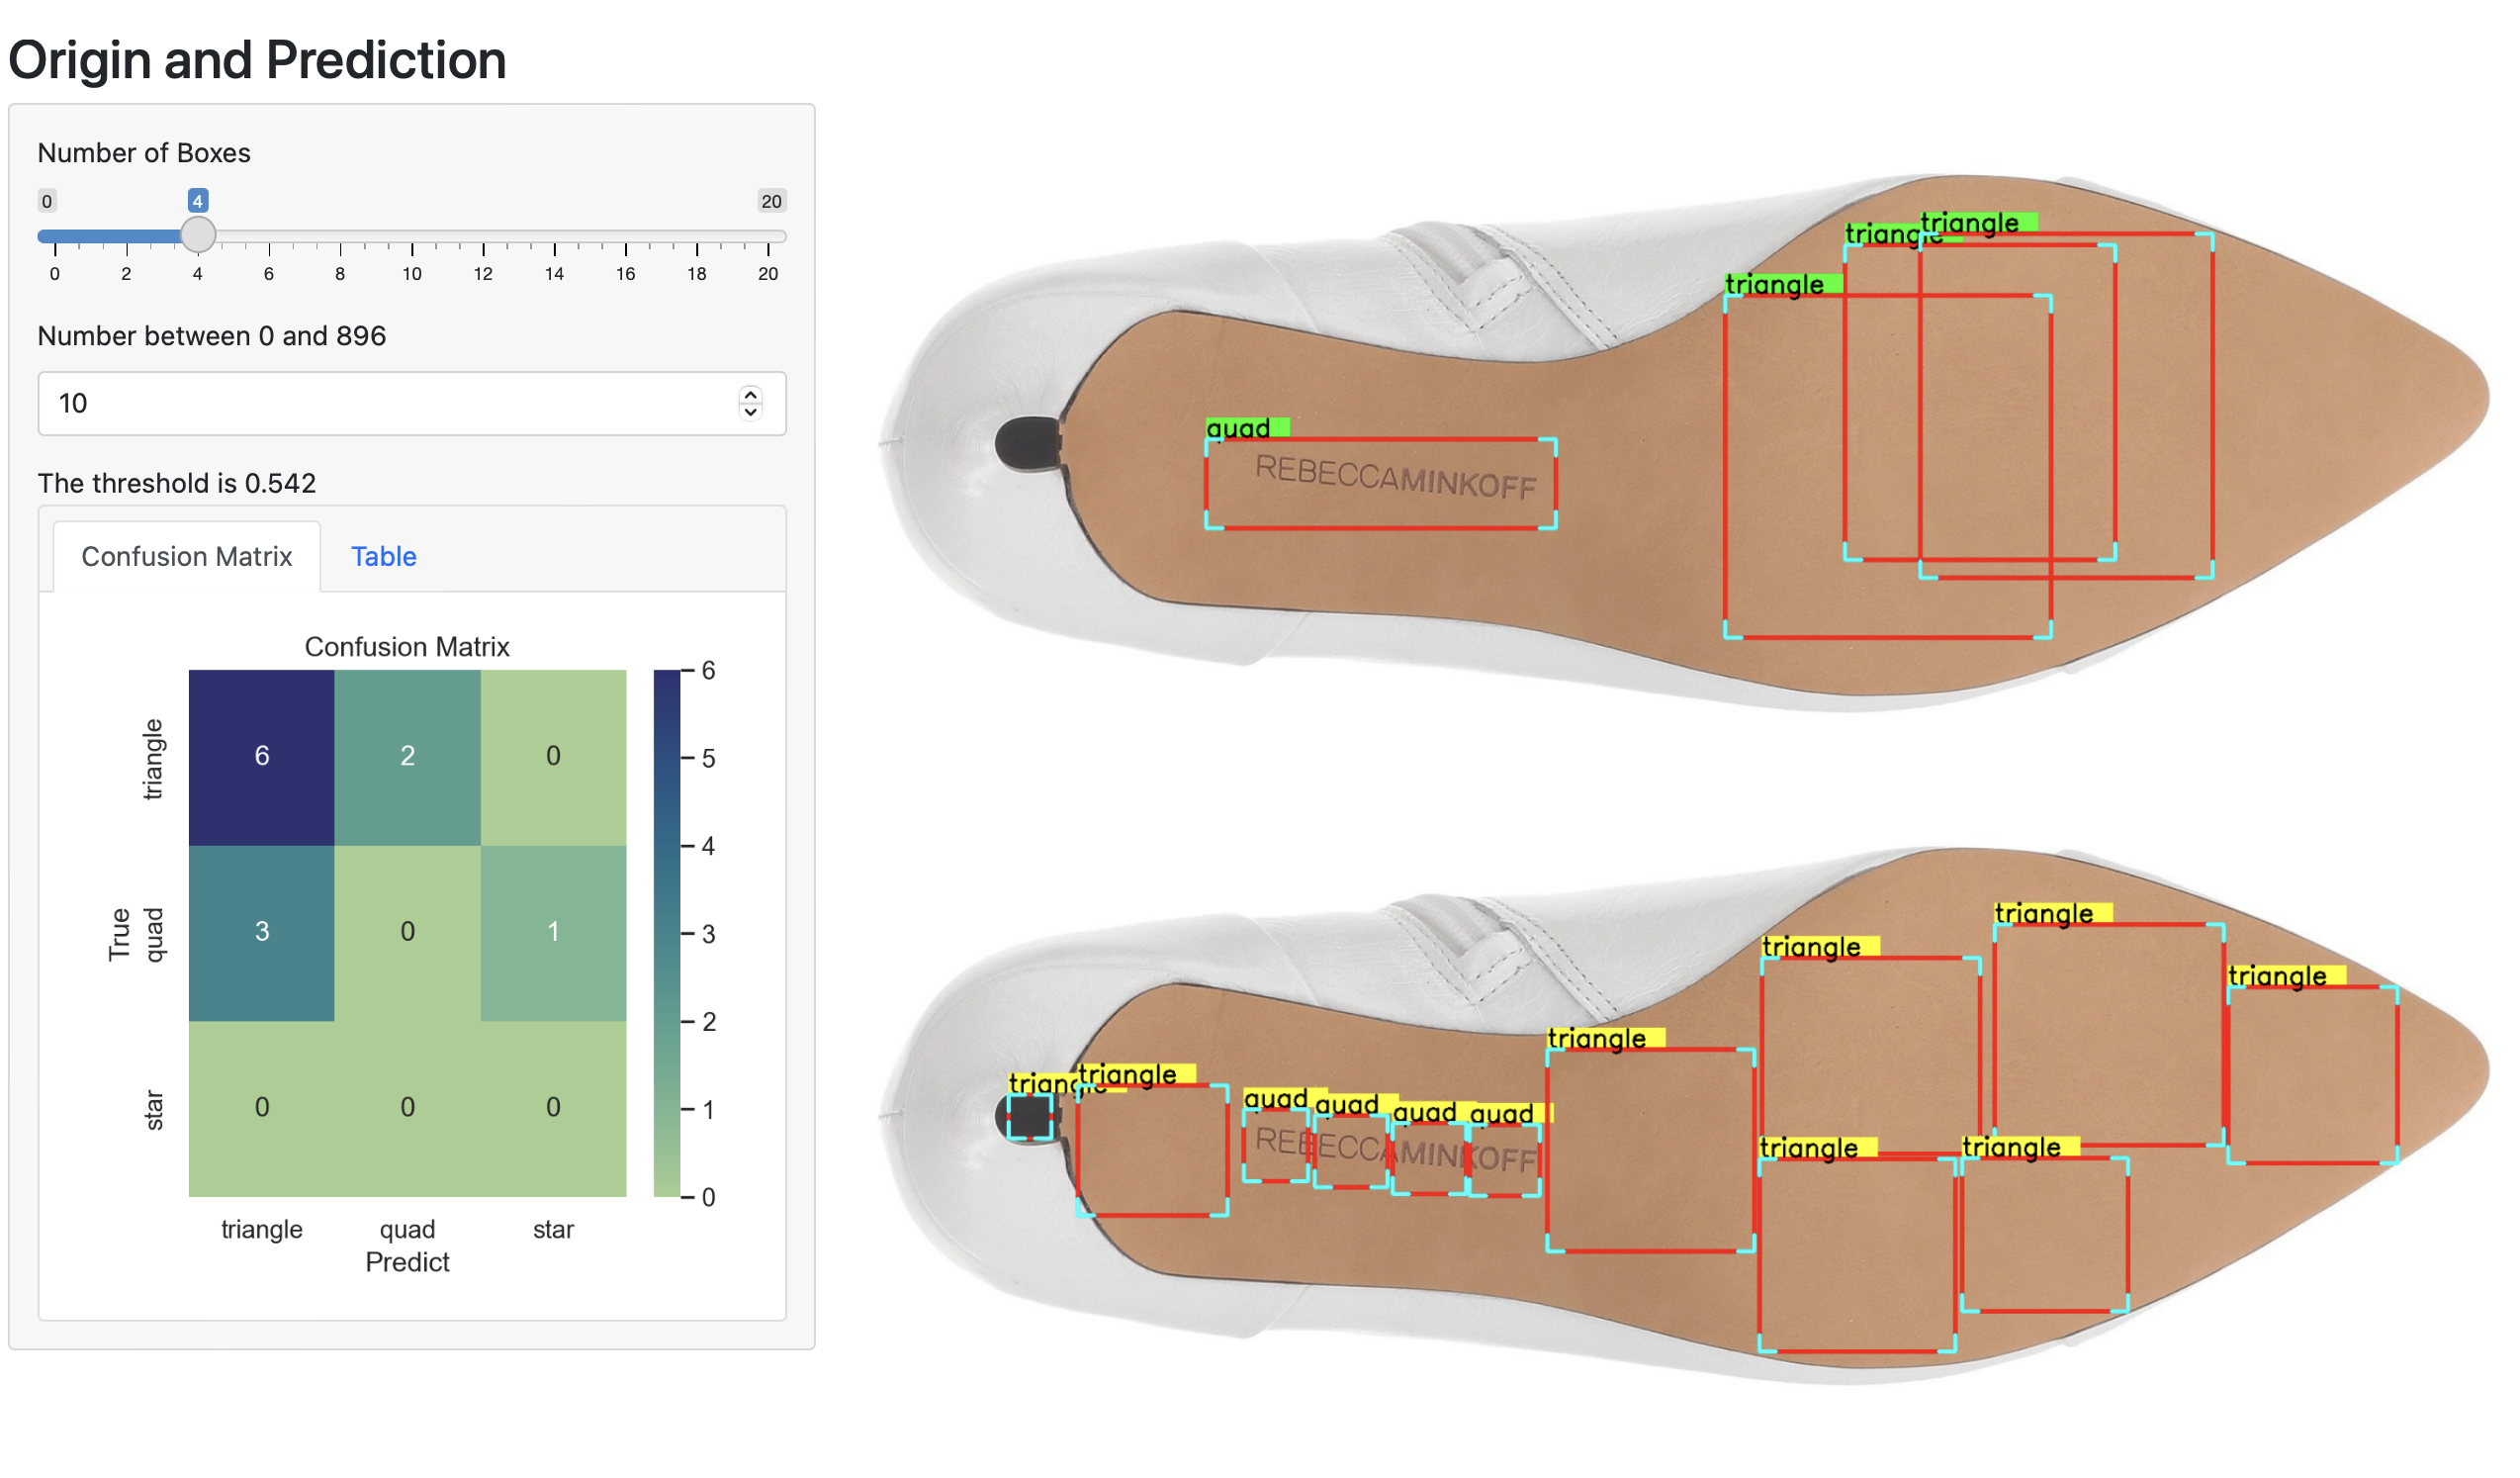 Origin and Prediction
Number of Boxes
0 4 20
0 2 4 6 8 10 12 14 16 18 20
Number between 0 and 896
10
The threshold is 0.542
Confusion Matrix Table
Confusion Matrix
6 2 0
3 0 1
0 0 0
triangle
quad
star
True
triangle quad star
Predict
6
5
4
3
2
1
0
triangle
triangle
triangle
quad
REBECCAMINKOFF
triangle
triangle
triangle
triangle
triangle
triangle
quad
quad
quad
quad
triangle
triangle
REBECCAMINKOFF